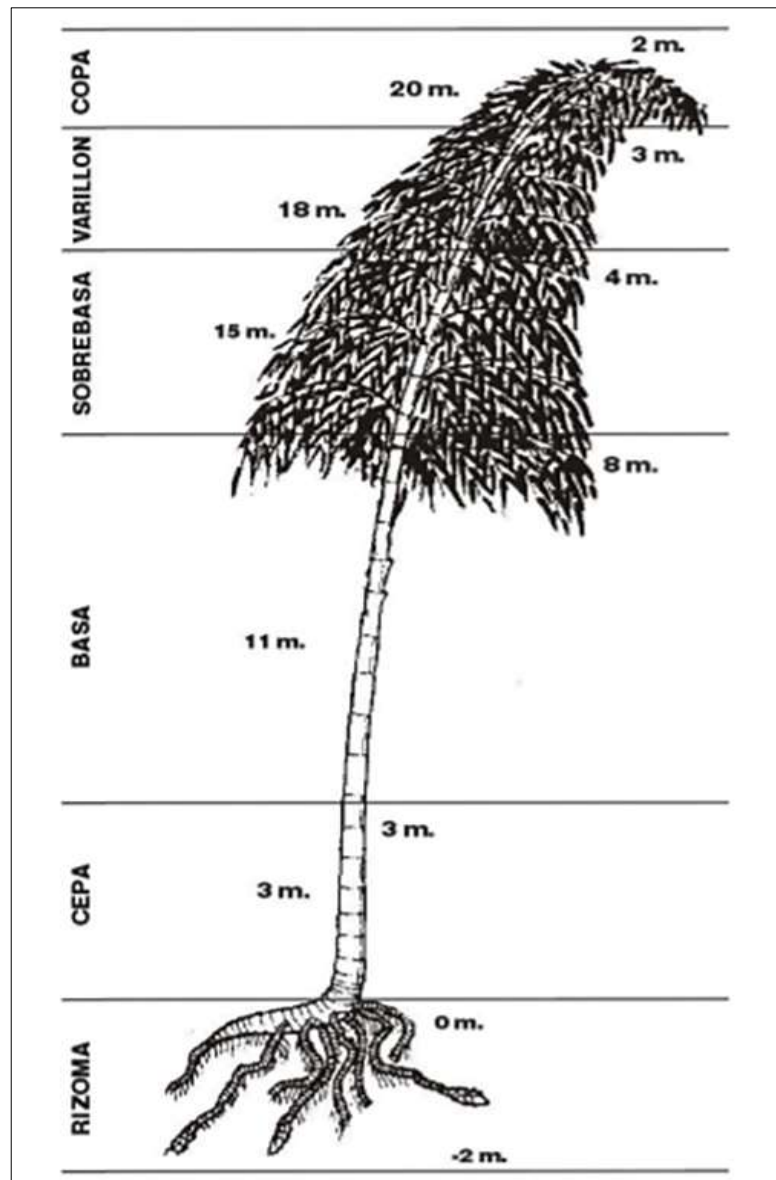 2 m.
COPA
20 m.
3 m.
VARILLON
18 m.
4 m.
SOBREBASA
15 m.
8 m.
BASA
11 m.
3 m.
CEPA
3 m.
0 m.
RIZOMA
-2 m.